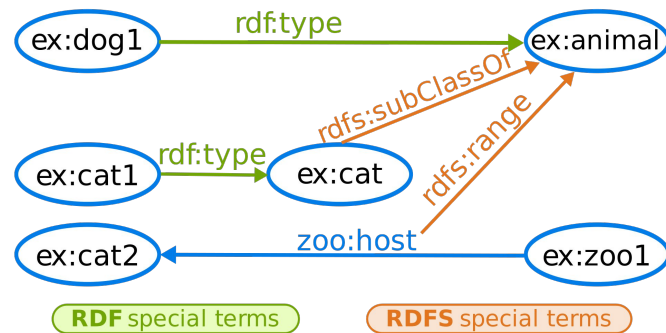 rdf:type
ex:dog1
ex:animal
rdfs:subClassOf
rdfs:range
rdf:type
ex:cat1
ex:cat
zoo:host
ex:cat2
ex:zoo1
RDF special terms
RDFS special terms